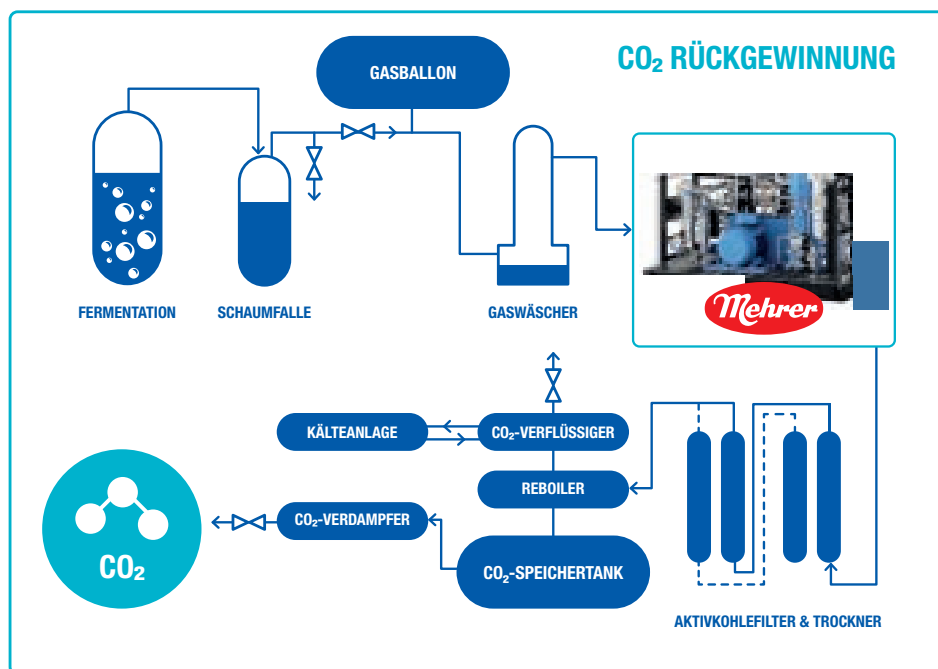 CO₂ RÜCKGEWINNUNG
GASBALLON
FERMENTATION
SCHAUMFALLE
GASWÄSCHER
Mehrer
KÄLTEANLAGE
CO₂-VERFLÜSSIGER
REBOILER
CO₂-VERDAMPFER
CO₂
CO₂-SPEICHERTANK
AKTIVKOHLEFILTER & TROCKNER